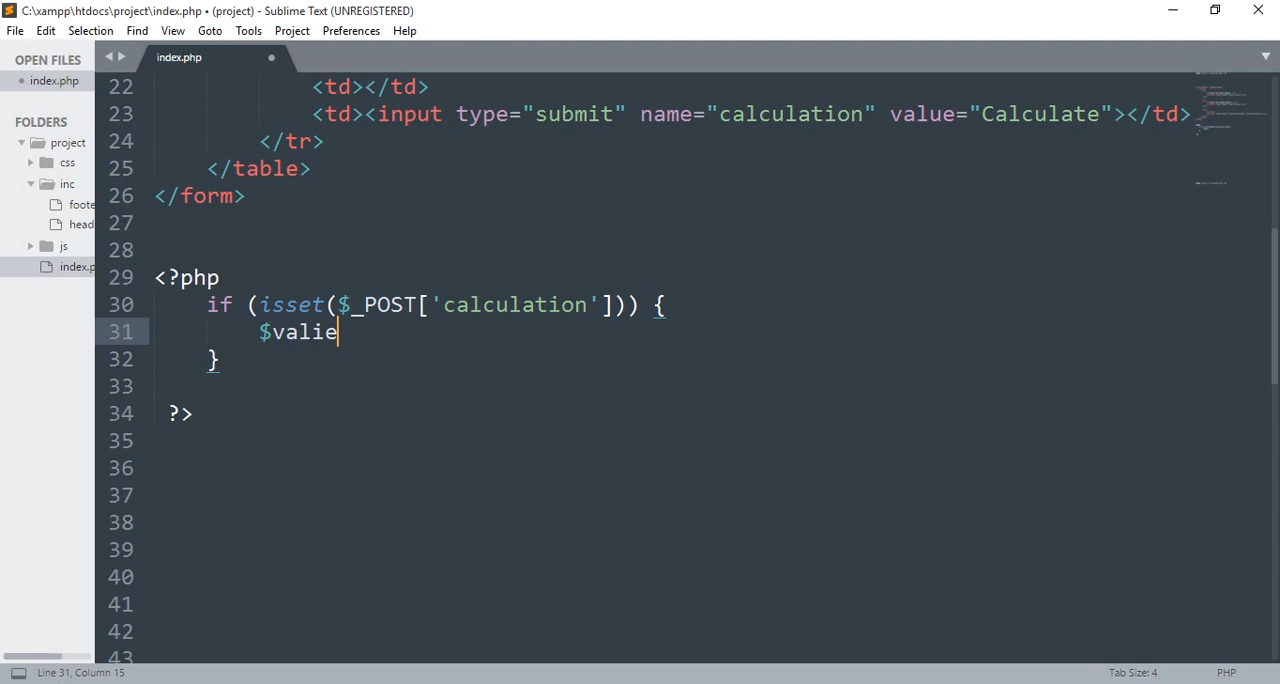 C:\xampp\htdocs\project\index.php • (project) - Sublime Text (UNREGISTERED)
File Edit Selection Find View Goto Tools Project Preferences Help
OPEN FILES
index.php
FOLDERS
project
css
inc
foote
head
js
index.p
index.php
22 <td></td>
23 <td><input type="submit" name="calculation" value="Calculate"></td>
24 </tr>
25 </table>
26 </form>
27
28
29 <?php
30 if (isset($_POST['calculation'])) {
31 $valie
32 }
33
34 ?>
35
36
37
38
39
40
41
42
43
Line 31, Column 15
Tab Size: 4
PHP